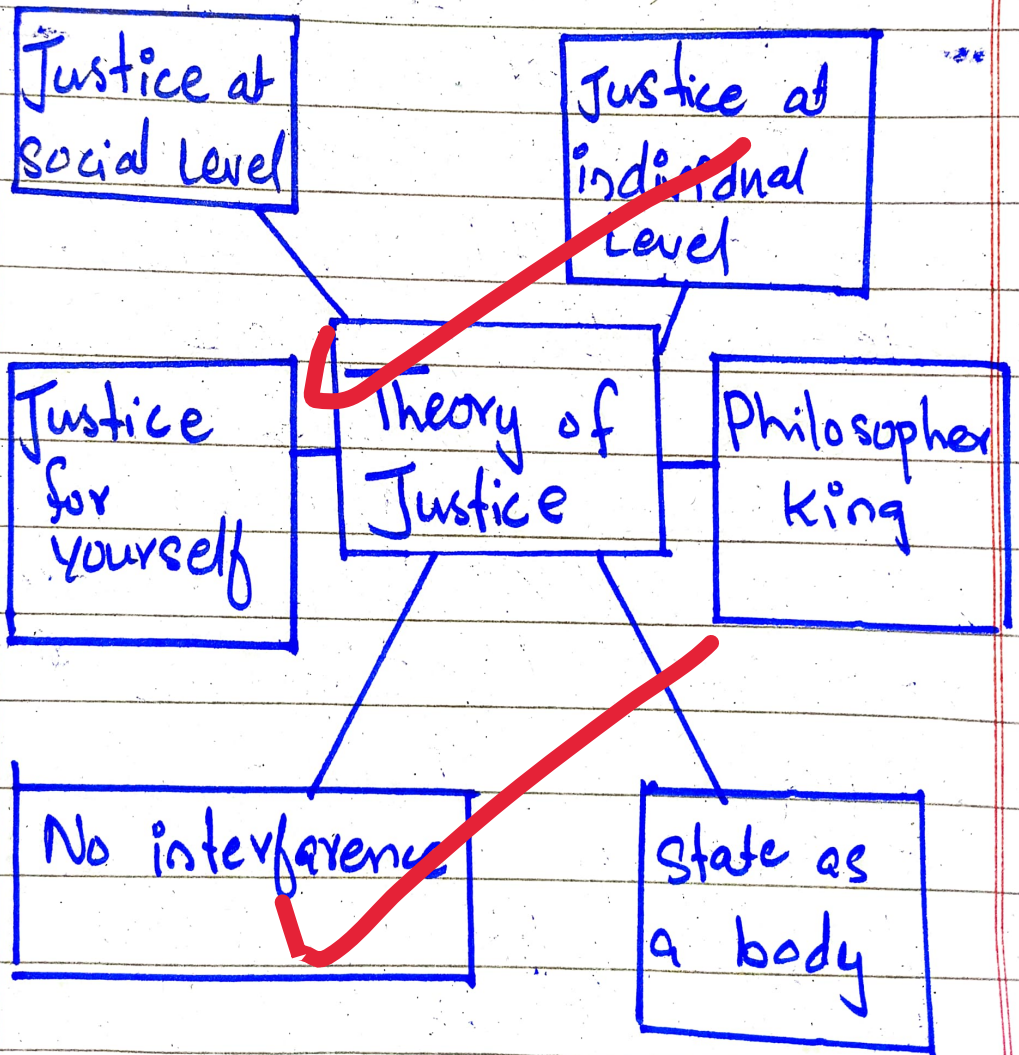 Justice at
social Level
Justice at
individual
Level
Justice
for
yourself
Theory of
Justice
Philosopher
King
No interfarence
State as
a body